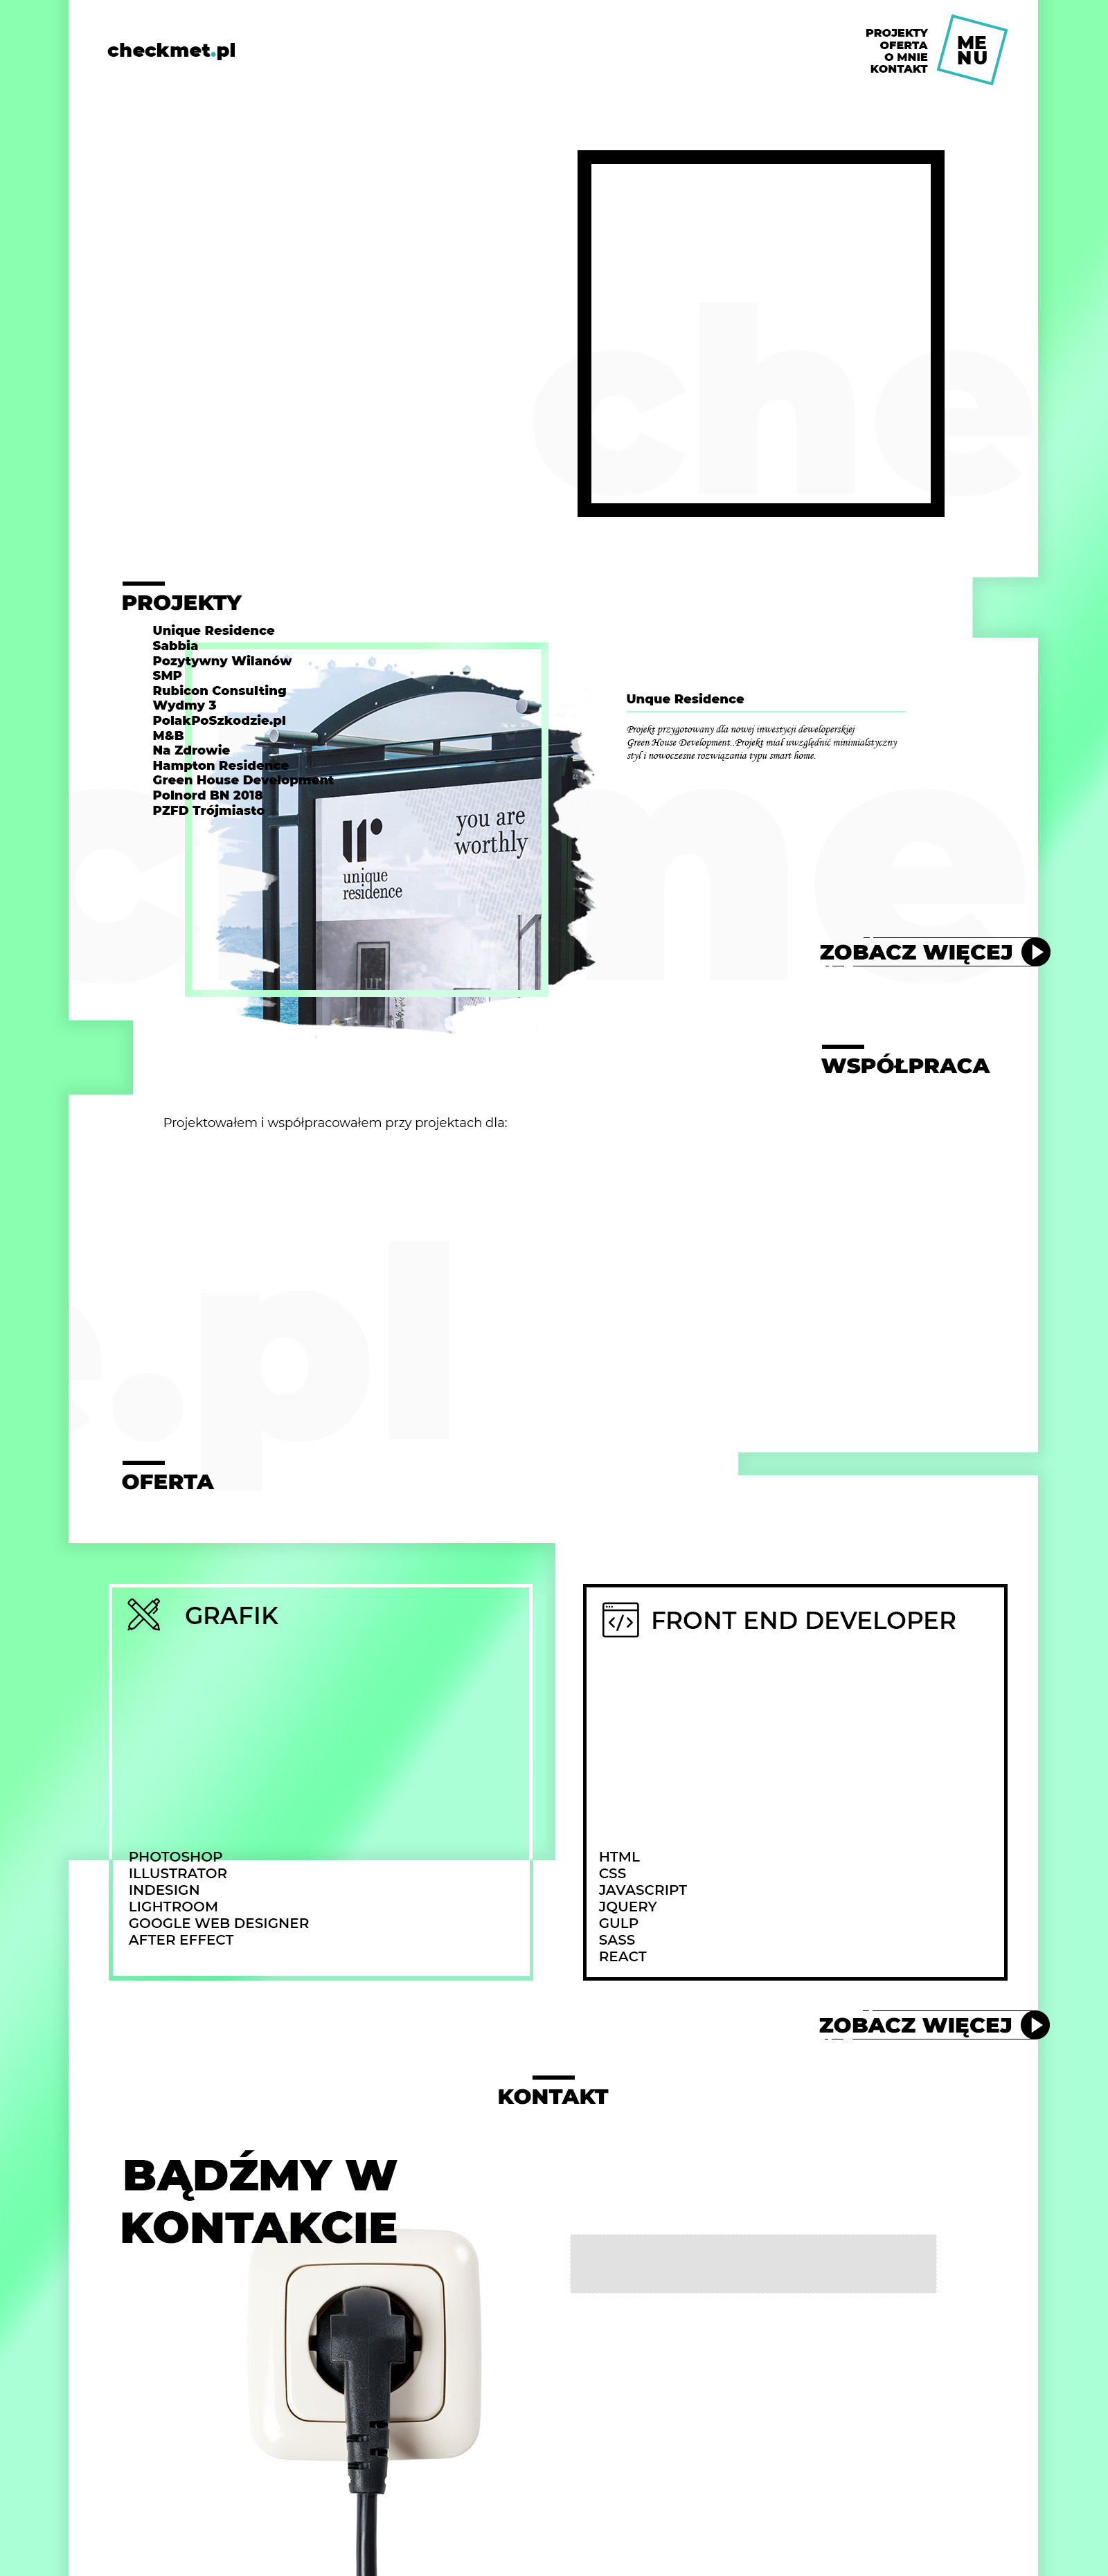 checkmet.pl
PROJEKTY
OFERTA
O MNIE
KONTAKT
ME
NU
che
PROJEKTY
Unique Residence
Sabbia
Pozytywny Wilanów
SMP
Rubicon Consulting
Wydmy 3
PolakPoSzkodzie.pl
M&B
Na Zdrowie
Hampton Residence
Green House Development
Polnord BN 2018
PZFD Trójmiasto
you are
worthly
unique
residence
ur
Unque Residence
Projekt przygotowany dla nowej inwestycji deweloperskiej
Green House Development..Projekt miał uwzględnić minimialstyczny
styl i nowoczesne rozwiązania typu smart home.
me
ZOBACZ WIĘCEJ
WSPÓŁPRACA
Projektowałem i współpracowałem przy projektach dla:
e.pl
OFERTA
GRAFIK
PHOTOSHOP
ILLUSTRATOR
INDESIGN
LIGHTROOM
GOOGLE WEB DESIGNER
AFTER EFFECT
FRONT END DEVELOPER
HTML
CSS
JAVASCRIPT
JQUERY
GULP
SASS
REACT
ZOBACZ WIĘCEJ
KONTAKT
BĄDŹMY W
KONTAKCIE